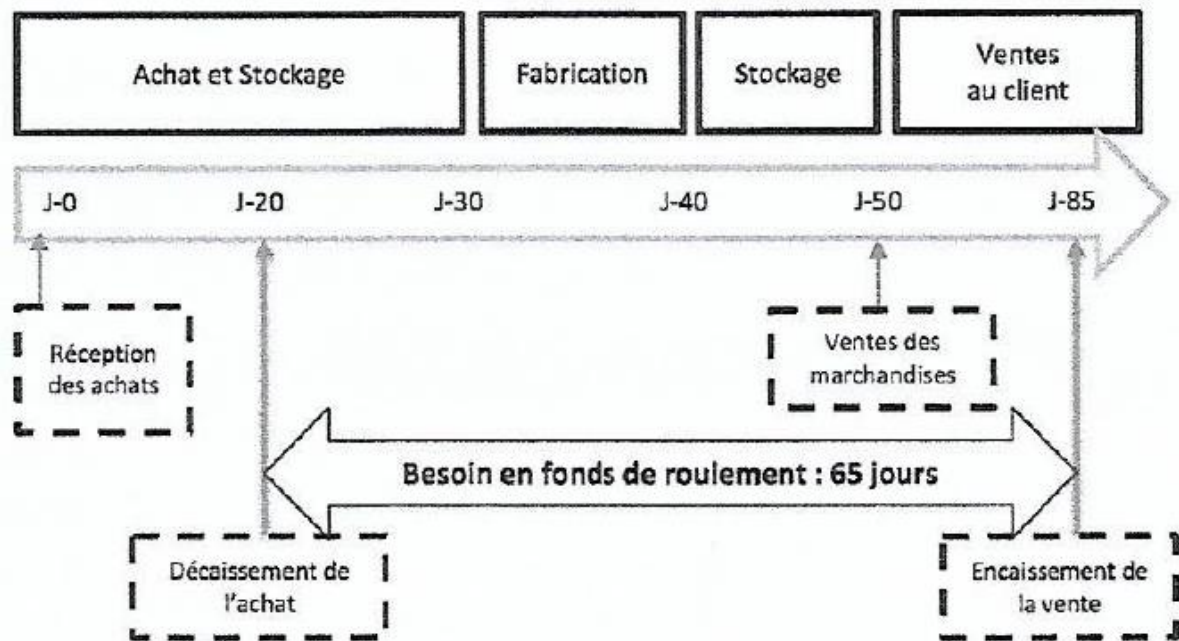 Achat et Stockage
Fabrication
Stockage
Ventes
au client
J-0
J-20
J-30
J-40
J-50
J-85
Réception
des achats
Ventes des
marchandises
Besoin en fonds de roulement : 65 jours
Décaissement de
l'achat
Encaissement de
la vente